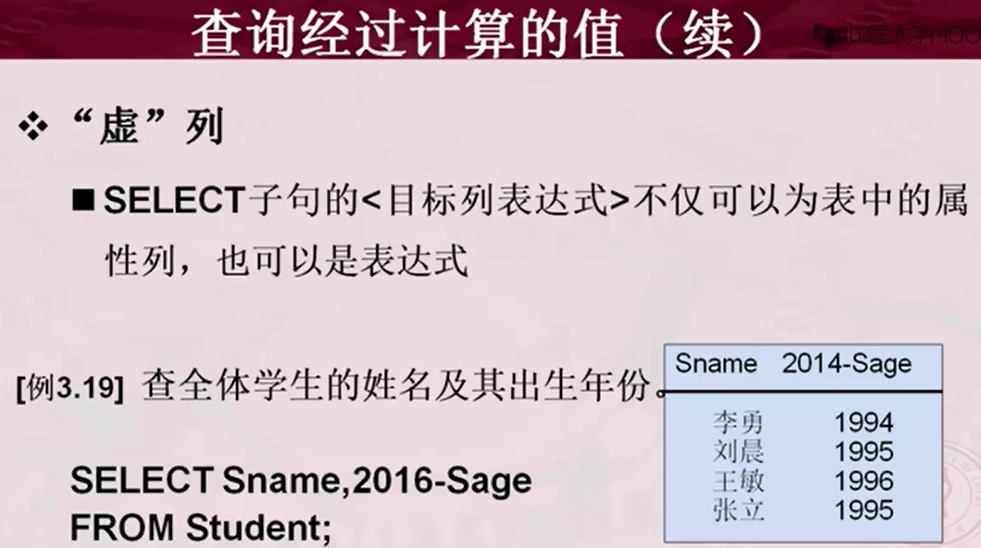 查询经过计算的值（续）
中国大学MOO
❖ “虚”列
■ SELECT子句的<目标列表达式>不仅可以为表中的属
性列，也可以是表达式
[例3.19] 查全体学生的姓名及其出生年份。
SELECT Sname,2016-Sage
FROM Student;
Sname 2014-Sage
李勇 1994
刘晨 1995
王敏 1996
张立 1995